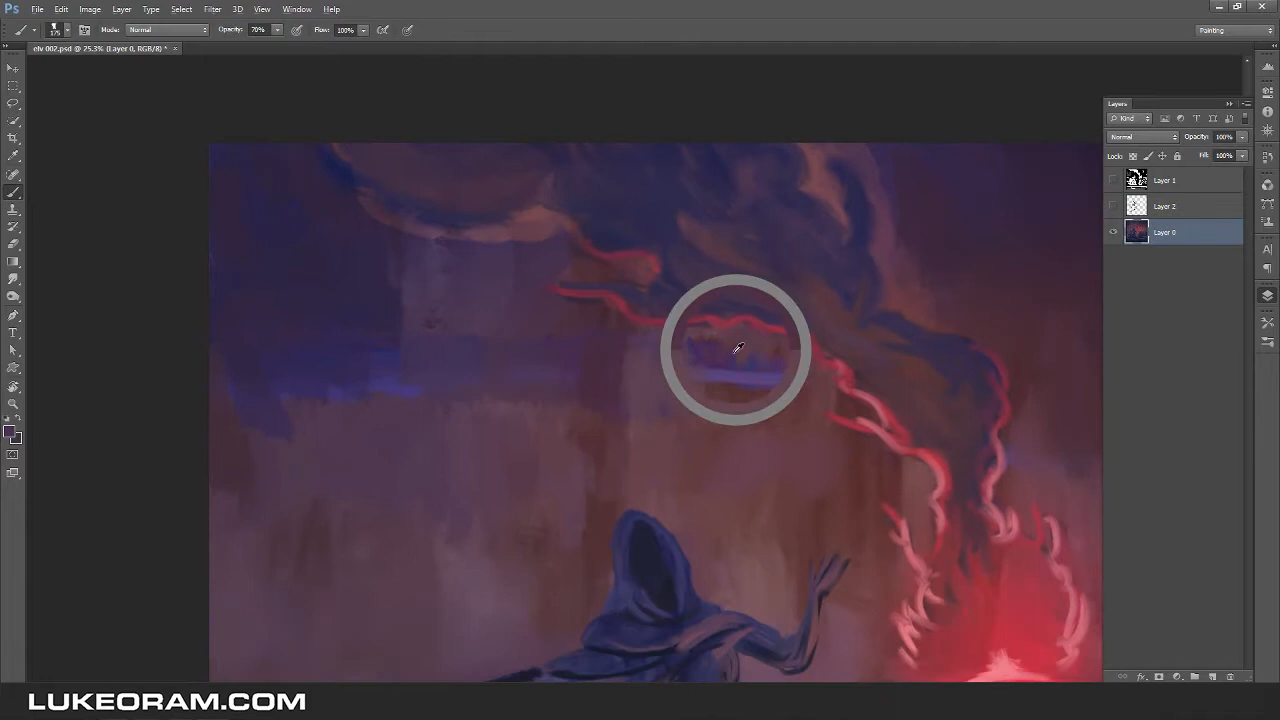 Ps File Edit Image Layer Type Select Filter 3D View Window Help
175 Mode: Normal Opacity: 70% Flow: 100% Painting
elv 002.psd @ 25.3% (Layer 0, RGB/8) * ×
Layers
Kind
Normal Opacity: 100%
Lock: Fill: 100%
Layer 1
Layer 2
Layer 0
LUKEORAM.COM